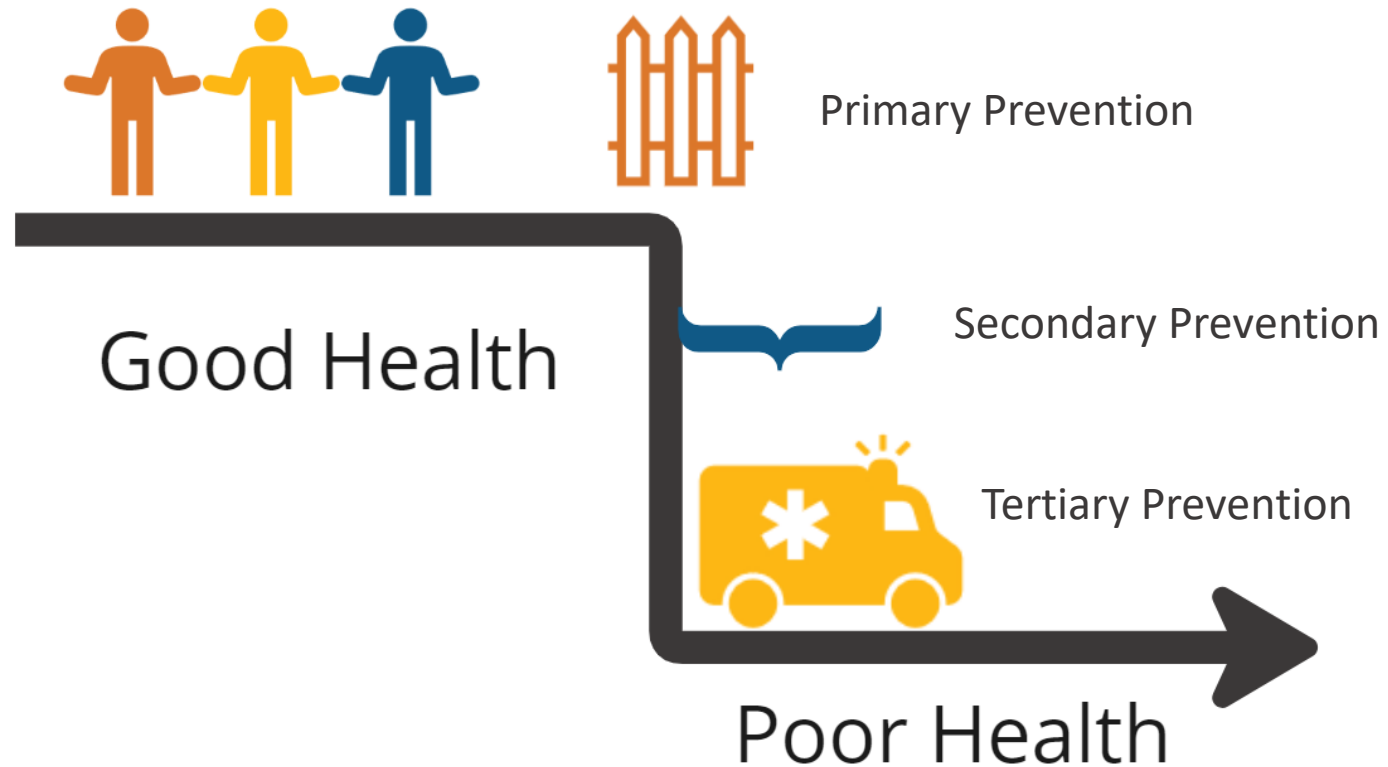 Primary Prevention
Good Health
Secondary Prevention
Tertiary Prevention
Poor Health